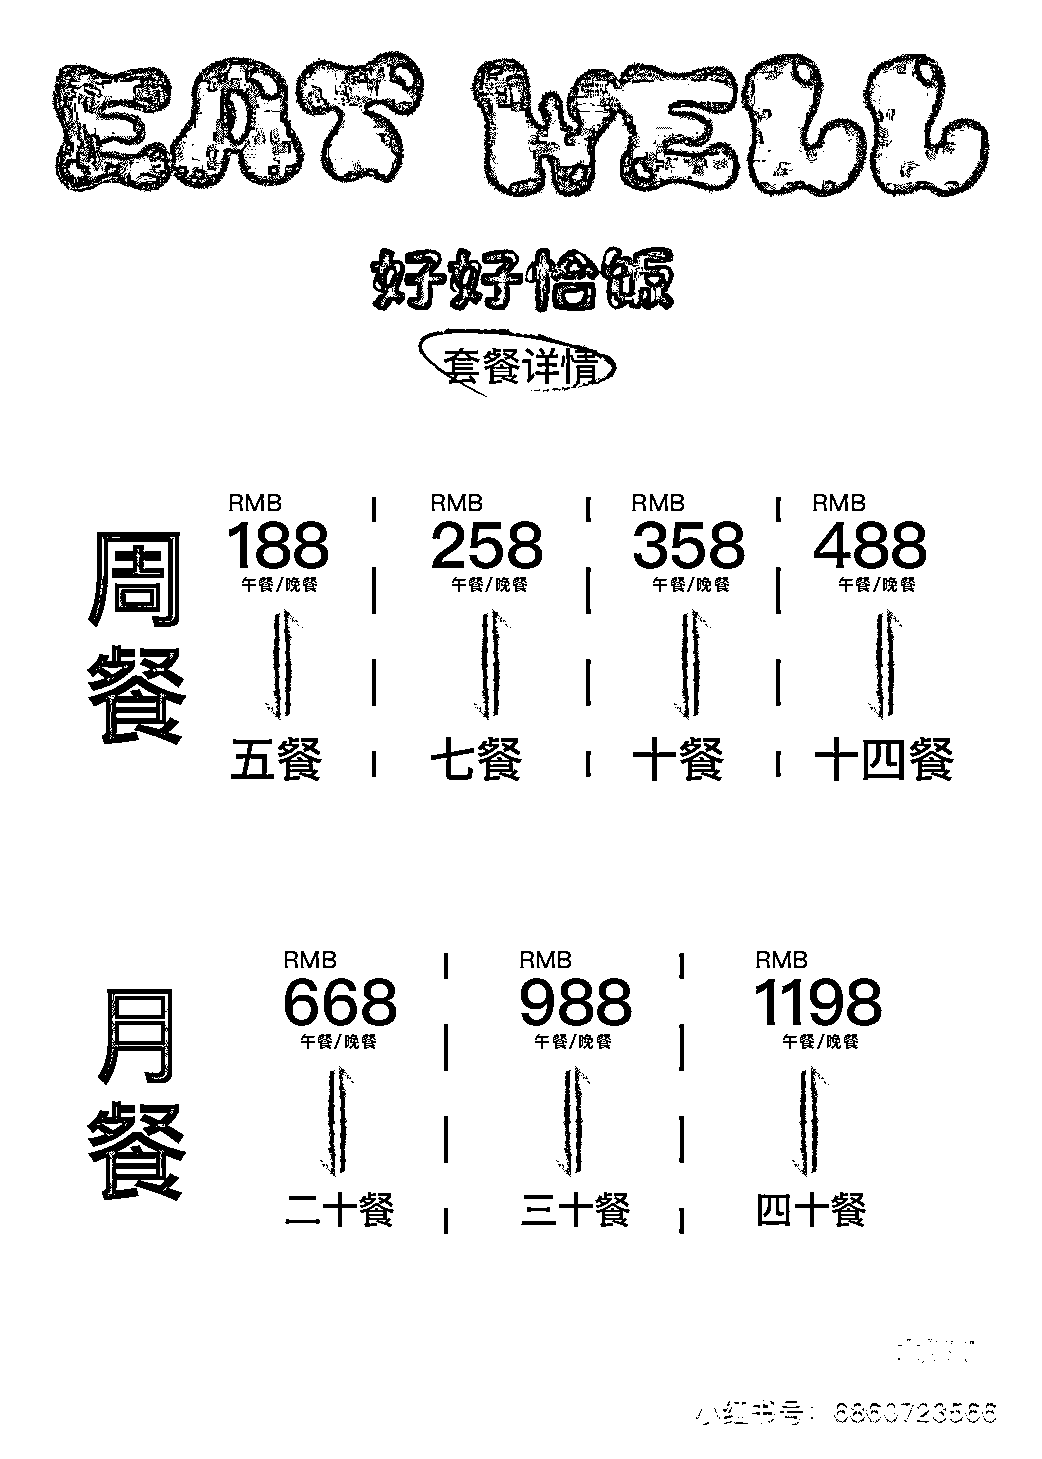 EAT WELL
好好恰饭
套餐详情
周餐
RMB RMB RMB RMB
188 258 358 488
午餐/晚餐 午餐/晚餐 午餐/晚餐 午餐/晚餐
五餐 七餐 十餐 十四餐
月餐
RMB RMB RMB
668 988 1198
午餐/晚餐 午餐/晚餐 午餐/晚餐
二十餐 三十餐 四十餐
小红书号：